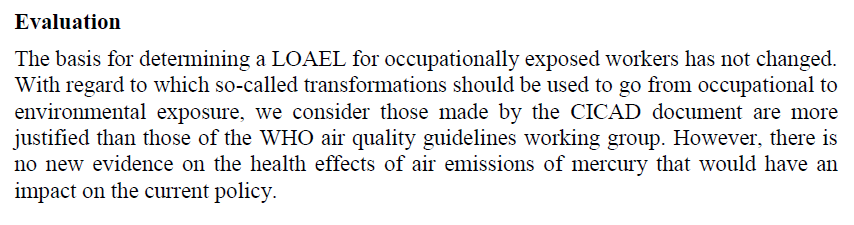 Evaluation
The basis for determining a LOAEL for occupationally exposed workers has not changed.
With regard to which so-called transformations should be used to go from occupational to
environmental exposure, we consider those made by the CICAD document are more
justified than those of the WHO air quality guidelines working group. However, there is
no new evidence on the health effects of air emissions of mercury that would have an
impact on the current policy.